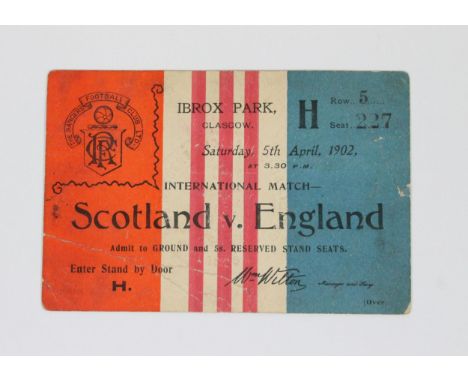 THE RANGERS FOOTBALL CLUB LTD.
IBROX PARK,
GLASGOW.
H
Row 5
Seat 227
Saturday, 5th April, 1902,
AT 3.30 P.M.
INTERNATIONAL MATCH—
Scotland v. England
Admit to GROUND and 5s. RESERVED STAND SEATS.
Enter Stand by Door
H.
Wm Wilton
Manager and Secy.
[Over